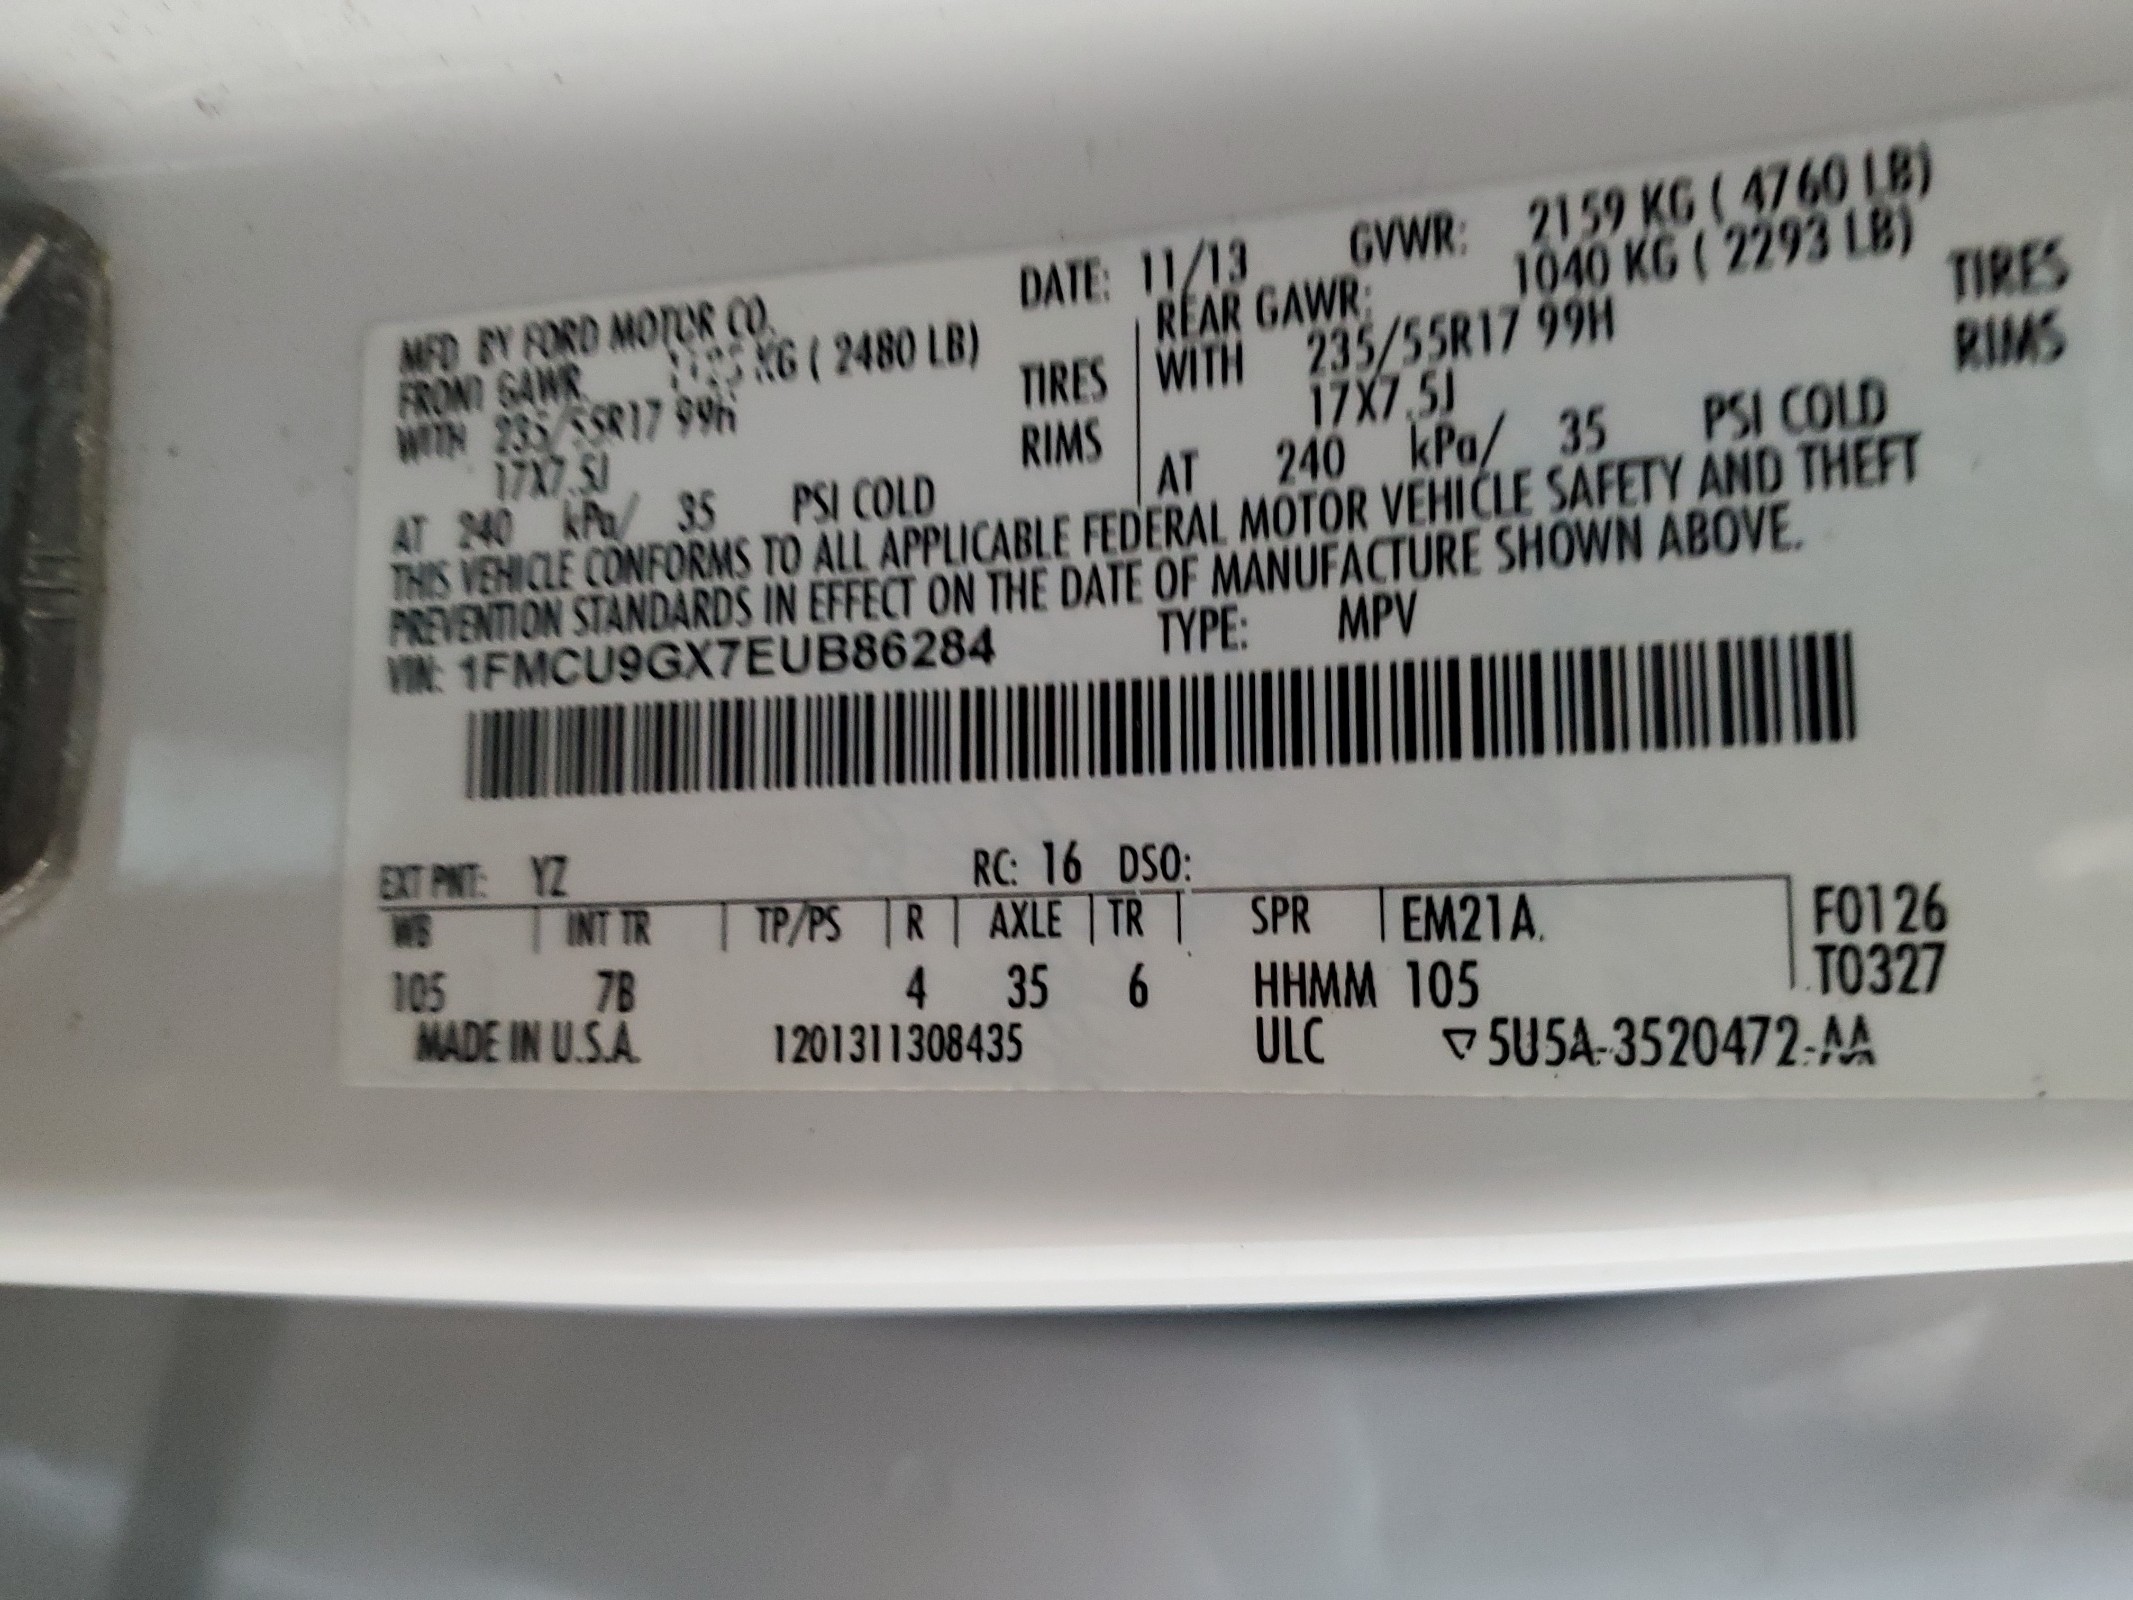 MFD BY FORD MOTOR CO. DATE: 11/13 GVWR: 2159 KG ( 4760 LB)
FRONT GAWR. 1125 KG ( 2480 LB) REAR GAWR: 1040 KG ( 2293 LB)
WITH 235/55R17 99H TIRES WITH 235/55R17 99H TIRES
17X7.5J RIMS 17X7.5J RIMS
AT 240 kPa/ 35 PSI COLD AT 240 kPa/ 35 PSI COLD
THIS VEHICLE CONFORMS TO ALL APPLICABLE FEDERAL MOTOR VEHICLE SAFETY AND THEFT
PREVENTION STANDARDS IN EFFECT ON THE DATE OF MANUFACTURE SHOWN ABOVE.
VIN: 1FMCU9GX7EUB86284 TYPE: MPV
EXT PNT: YZ RC: 16 DSO:
WB INT TR TP/PS R AXLE TR SPR EM21A. F0126
105 7B 4 35 6 HHMM 105 T0327
MADE IN U.S.A. 1201311308435 ULC ▽5U5A-3520472-AA